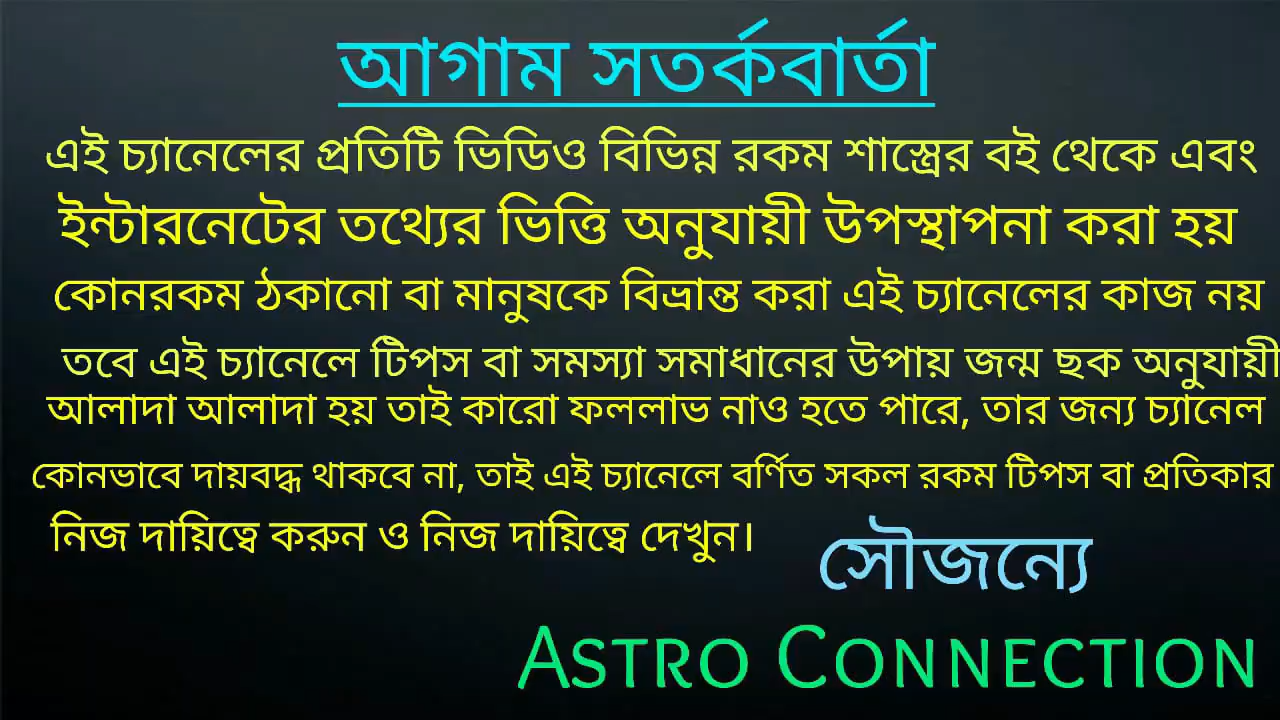 আগাম সতর্কবার্তা
এই চ্যানেলের প্রতিটি ভিডিও বিভিন্ন রকম শাস্ত্রের বই থেকে এবং
ইন্টারনেটের তথ্যের ভিত্তি অনুযায়ী উপস্থাপনা করা হয়
কোনরকম ঠকানো বা মানুষকে বিভ্রান্ত করা এই চ্যানেলের কাজ নয়
তবে এই চ্যানেলে টিপস বা সমস্যা সমাধানের উপায় জন্ম ছক অনুযায়ী
আলাদা আলাদা হয় তাই কারো ফললাভ নাও হতে পারে, তার জন্য চ্যানেল
কোনভাবে দায়বদ্ধ থাকবে না, তাই এই চ্যানেলে বর্ণিত সকল রকম টিপস বা প্রতিকার
নিজ দায়িত্বে করুন ও নিজ দায়িত্বে দেখুন।
সৌজন্যে
ASTRO CONNECTION